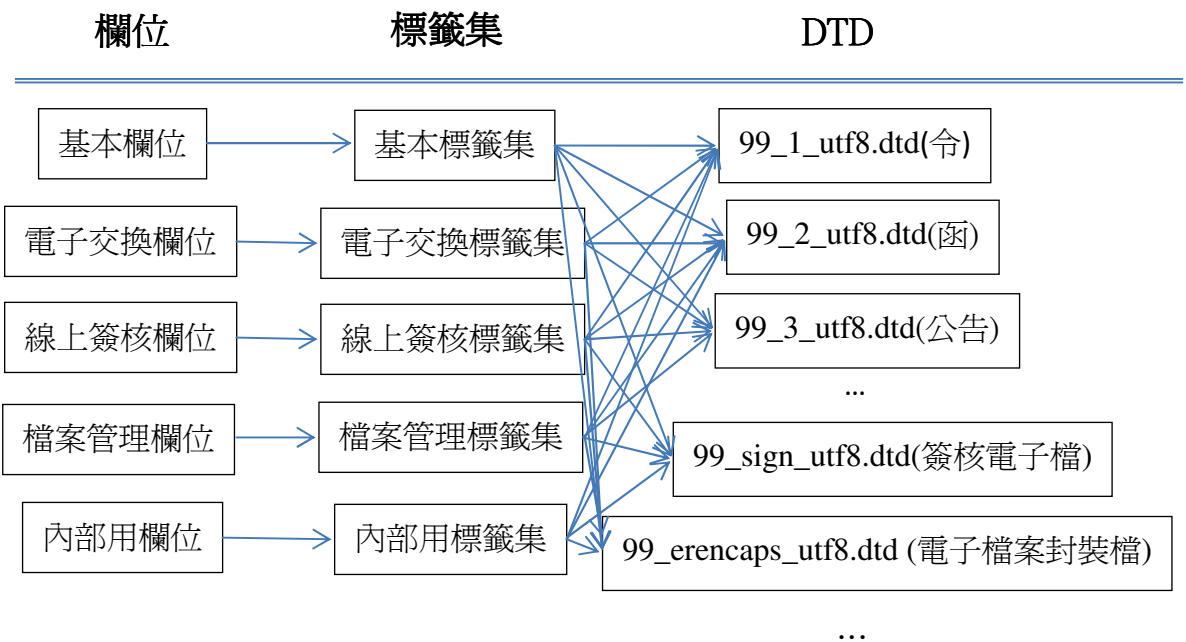 欄位 標籤集 DTD
基本欄位 基本標籤集 99_1_utf8.dtd(令)
電子交換欄位 電子交換標籤集 99_2_utf8.dtd(函)
線上簽核欄位 線上簽核標籤集 99_3_utf8.dtd(公告)
...
檔案管理欄位 檔案管理標籤集 99_sign_utf8.dtd(簽核電子檔)
內部用欄位 內部用標籤集 99_erencaps_utf8.dtd (電子檔案封裝檔)
...